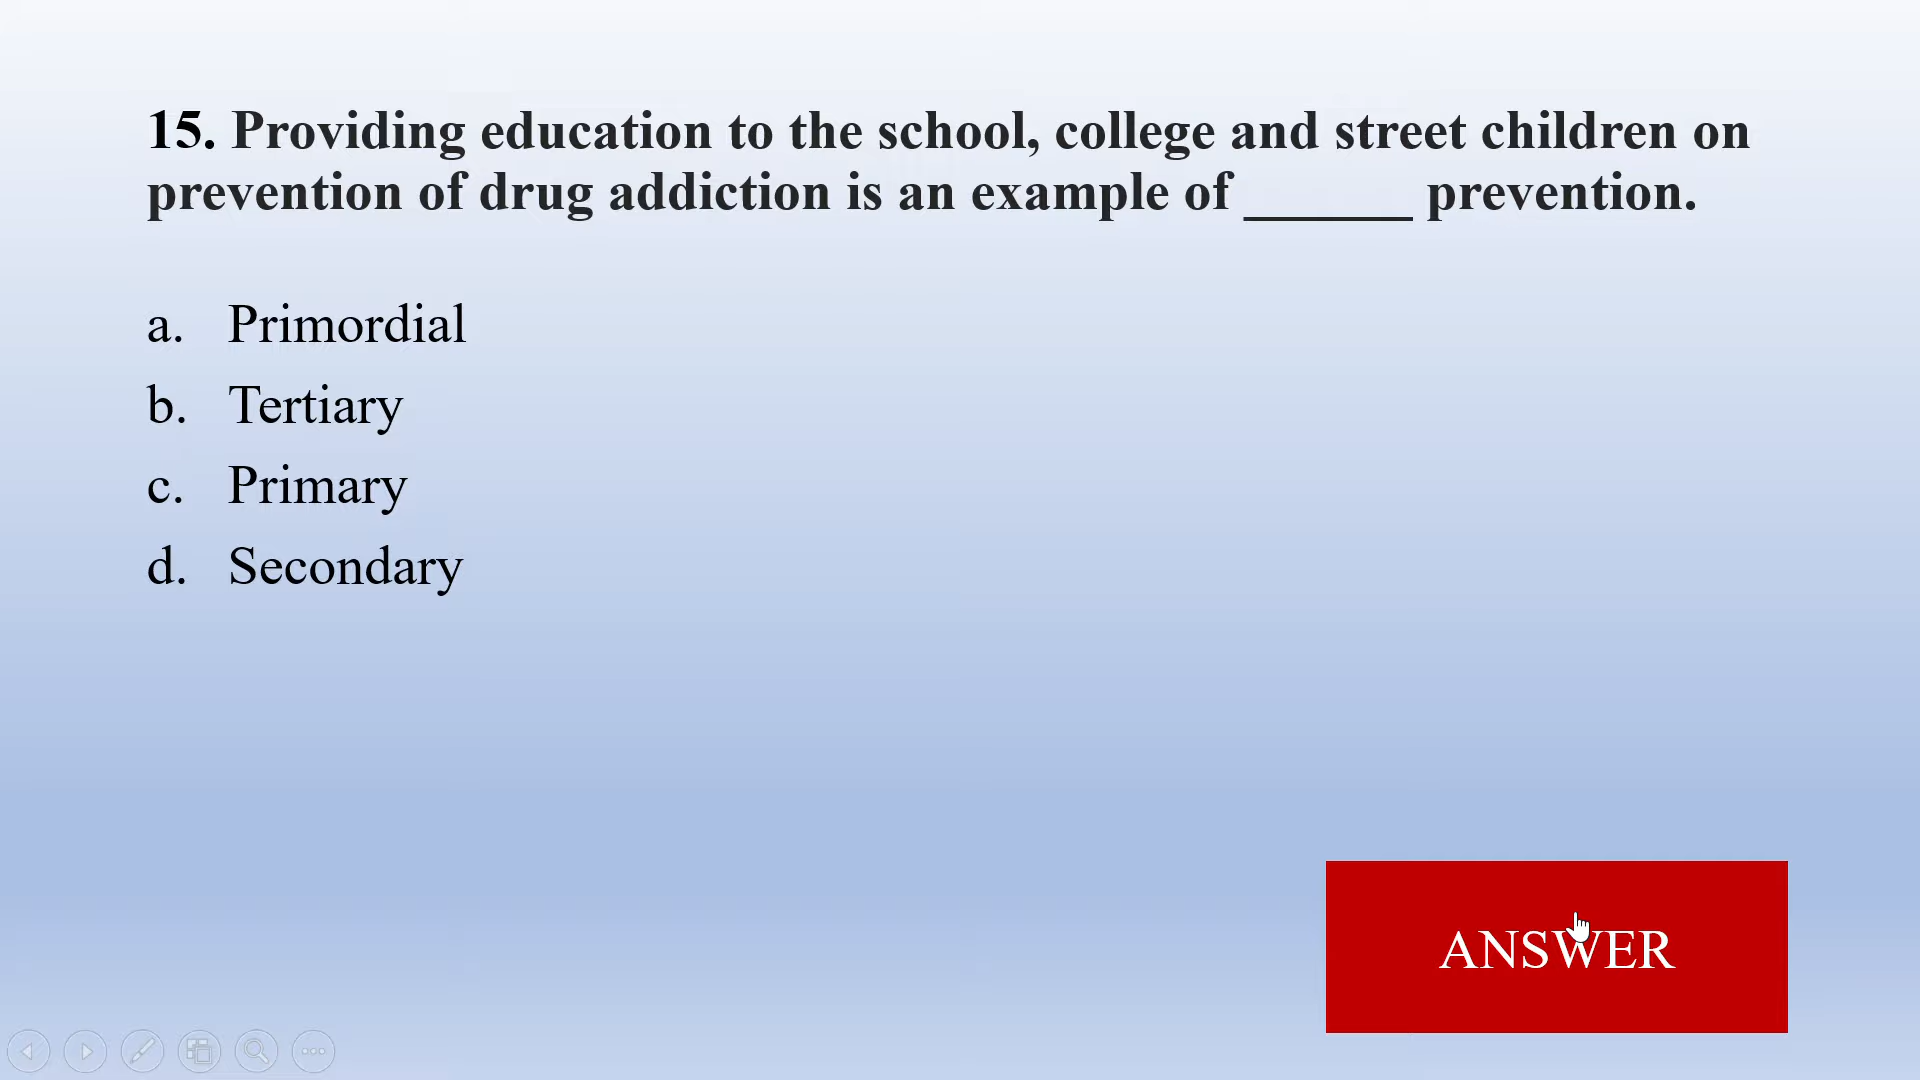 15. Providing education to the school, college and street children on
prevention of drug addiction is an example of ______ prevention.
a. Primordial
b. Tertiary
c. Primary
d. Secondary
ANSWER